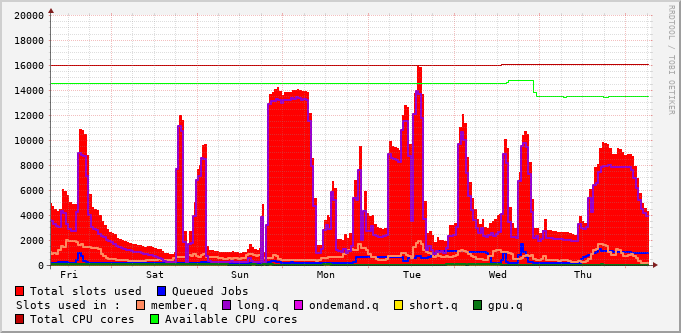 20000
18000
16000
14000
12000
10000
8000
6000
4000
2000
0
Fri Sat Sun Mon Tue Wed Thu
RRDTOOL / TOBI OETIKER
Total slots used Queued Jobs
Slots used in : member.q long.q ondemand.q short.q gpu.q
Total CPU cores Available CPU cores